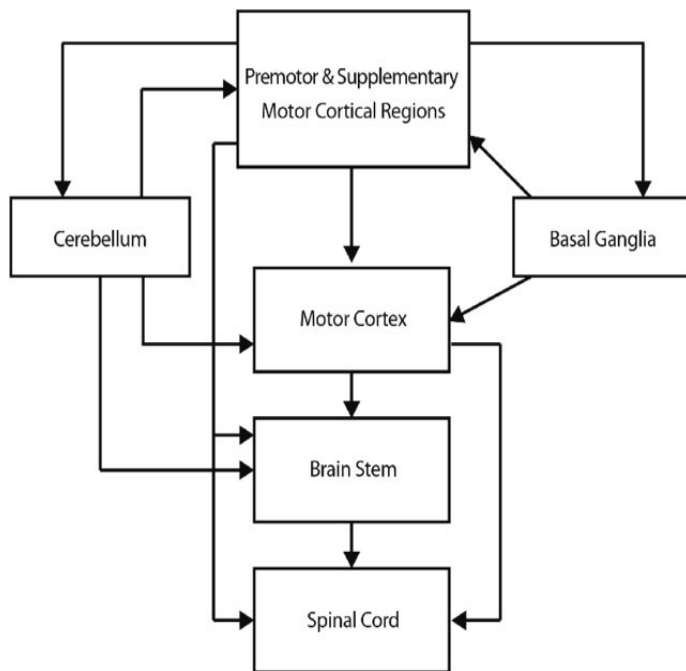 Premotor & Supplementary
Motor Cortical Regions
Cerebellum
Basal Ganglia
Motor Cortex
Brain Stem
Spinal Cord